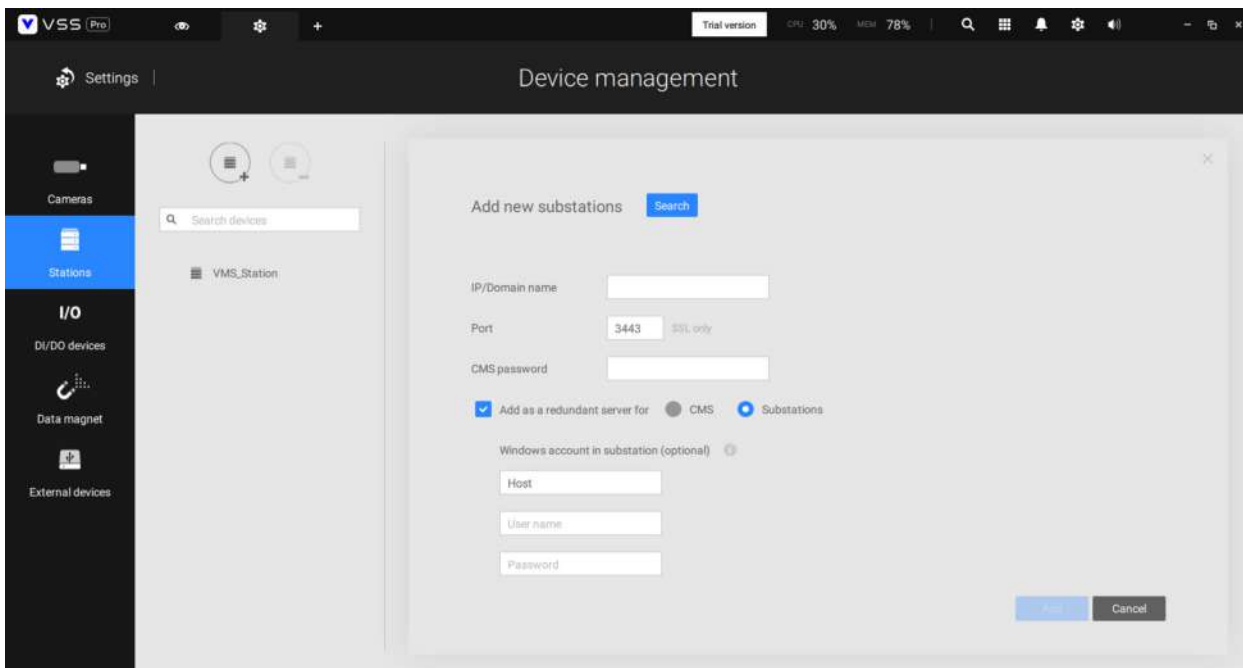 VSS Pro
Trial version
CPU 30% MEM 78%
Settings
Device management
Cameras
Stations
I/O
DI/DO devices
Data magnet
External devices
Search devices
VMS_Station
Add new substations
Search
IP/Domain name
Port 3443 SSL only
CMS password
Add as a redundant server for CMS Substations
Windows account in substation (optional)
Host
User name
Password
Add Cancel